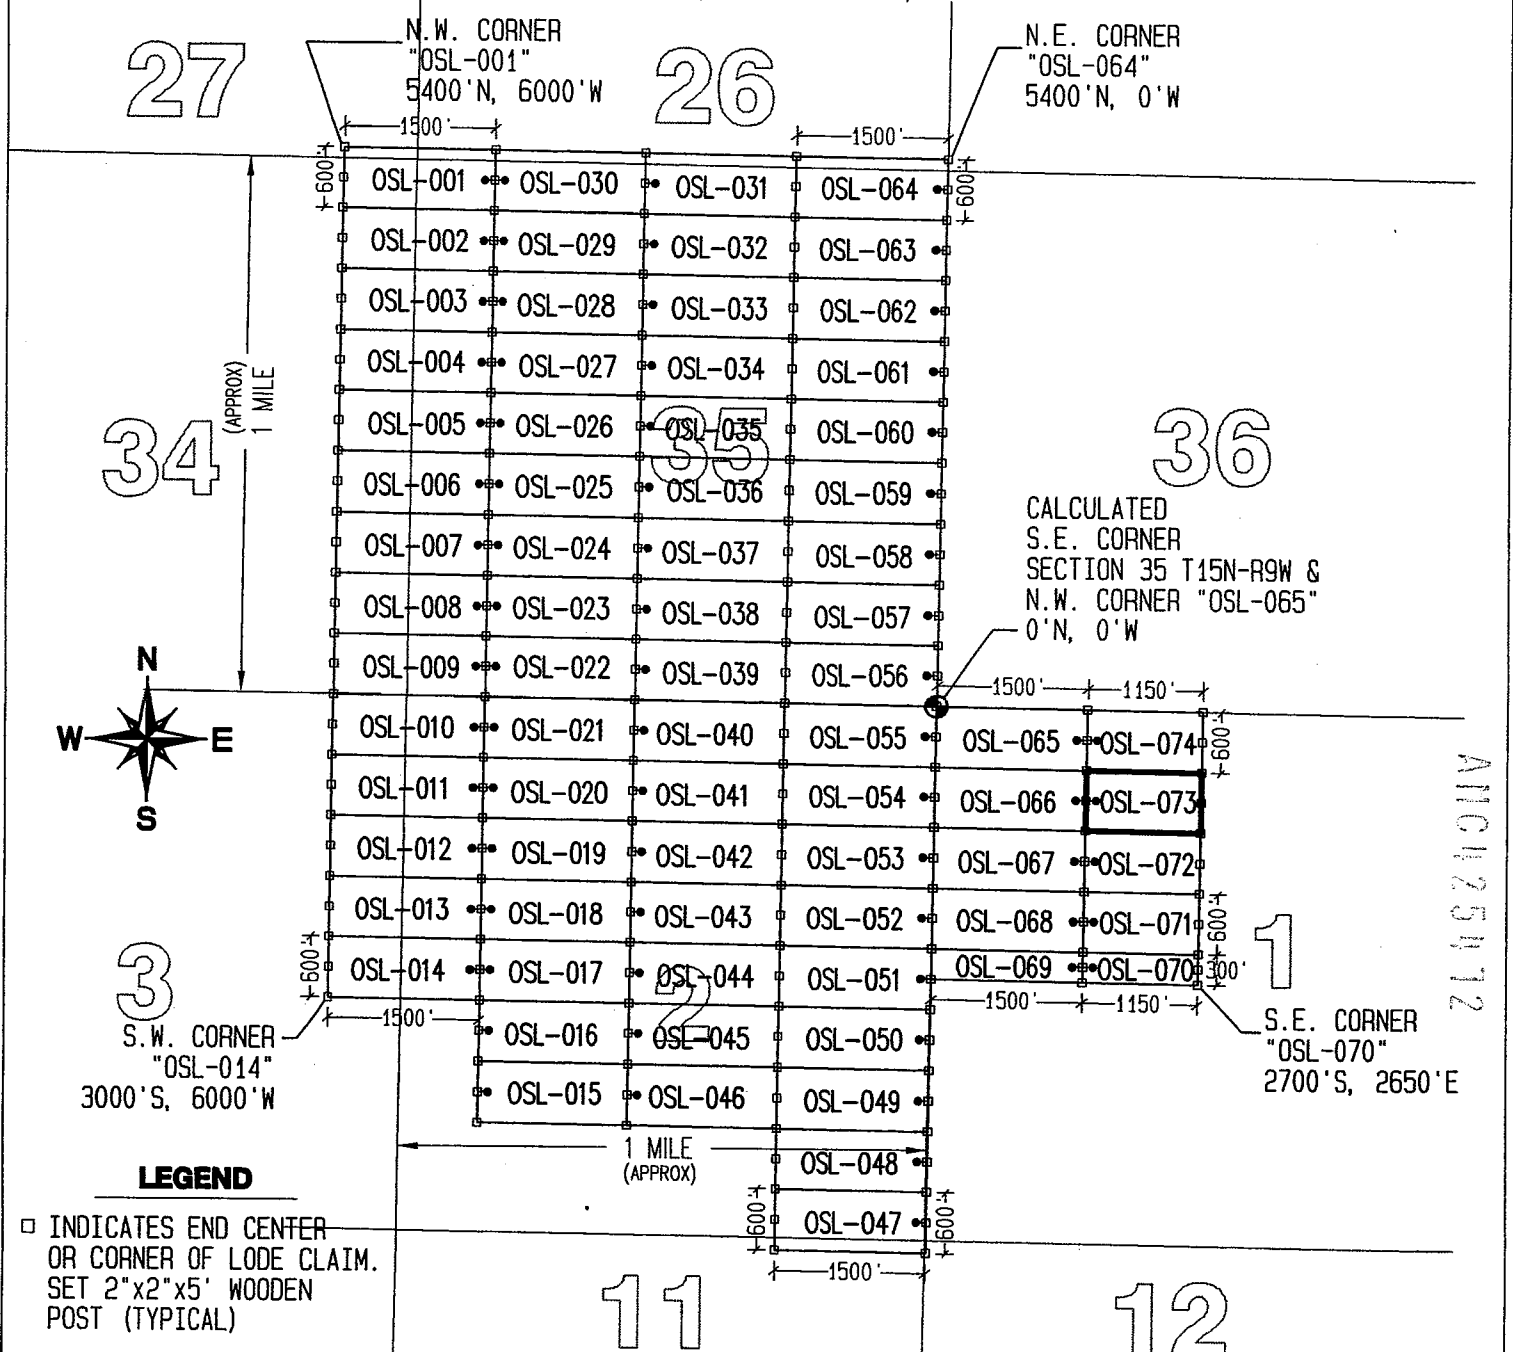 N.W. CORNER
"OSL-001"
5400'N, 6000'W
N.E. CORNER
"OSL-064"
5400'N, 0'W
27
26
1500'
1500'
600'
OSL-001
OSL-030
OSL-031
OSL-064
600'
OSL-002
OSL-029
OSL-032
OSL-063
OSL-003
OSL-028
OSL-033
OSL-062
OSL-004
OSL-027
OSL-034
OSL-061
1 MILE
(APPROX)
34
OSL-005
OSL-026
OSL-035
OSL-060
35
36
OSL-006
OSL-025
OSL-036
OSL-059
CALCULATED
S.E. CORNER
SECTION 35 T15N-R9W &
N.W. CORNER "OSL-065"
0'N, 0'W
OSL-007
OSL-024
OSL-037
OSL-058
OSL-008
OSL-023
OSL-038
OSL-057
OSL-009
OSL-022
OSL-039
OSL-056
1500'
1150'
N
W
E
S
OSL-010
OSL-021
OSL-040
OSL-055
OSL-065
OSL-074
600'
OSL-011
OSL-020
OSL-041
OSL-054
OSL-066
OSL-073
OSL-012
OSL-019
OSL-042
OSL-053
OSL-067
OSL-072
OSL-013
OSL-018
OSL-043
OSL-052
OSL-068
OSL-071
600'
1
AMC425472
3
600'
OSL-014
OSL-017
OSL-044
OSL-051
OSL-069
OSL-070
300'
2
1500'
1500'
1150'
S.W. CORNER
"OSL-014"
3000'S, 6000'W
OSL-016
OSL-045
OSL-050
S.E. CORNER
"OSL-070"
2700'S, 2650'E
OSL-015
OSL-046
OSL-049
1 MILE
(APPROX)
OSL-048
600'
OSL-047
600'
1500'
LEGEND
INDICATES END CENTER
OR CORNER OF LODE CLAIM.
SET 2"x2"x5' WOODEN
POST (TYPICAL)
11
12